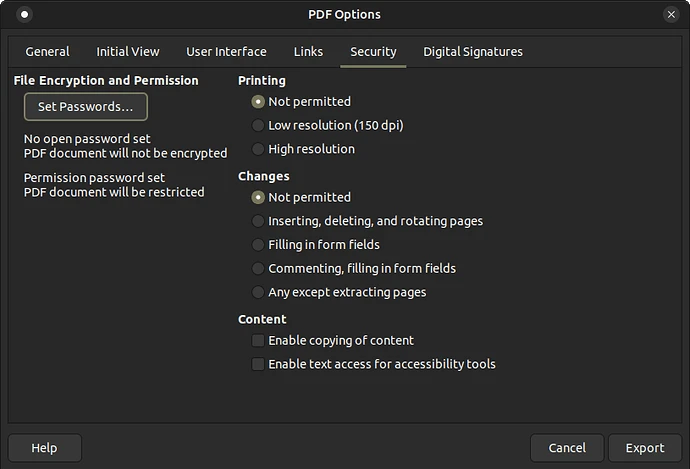 PDF Options
General
Initial View
User Interface
Links
Security
Digital Signatures
File Encryption and Permission
Set Passwords...
No open password set
PDF document will not be encrypted
Permission password set
PDF document will be restricted
Printing
Not permitted
Low resolution (150 dpi)
High resolution
Changes
Not permitted
Inserting, deleting, and rotating pages
Filling in form fields
Commenting, filling in form fields
Any except extracting pages
Content
Enable copying of content
Enable text access for accessibility tools
Help
Cancel
Export